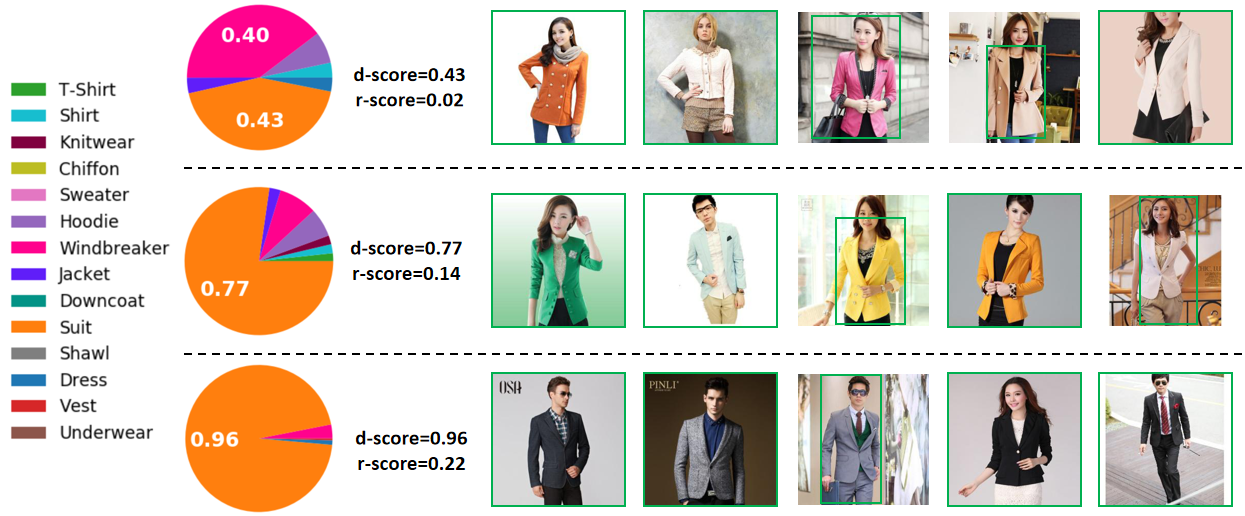 T-Shirt
Shirt
Knitwear
Chiffon
Sweater
Hoodie
Windbreaker
Jacket
Downcoat
Suit
Shawl
Dress
Vest
Underwear
0.40
0.43
d-score=0.43
r-score=0.02
0.77
d-score=0.77
r-score=0.14
0.96
d-score=0.96
r-score=0.22
OSH
PINLI